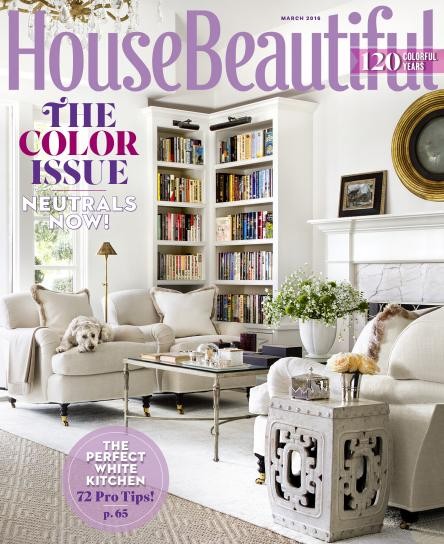 MARCH 2016
HouseBeautiful
120 COLORFUL
YEARS
THE
COLOR
ISSUE
NEUTRALS
NOW!
THE
PERFECT
WHITE
KITCHEN
72 Pro Tips!
p. 65